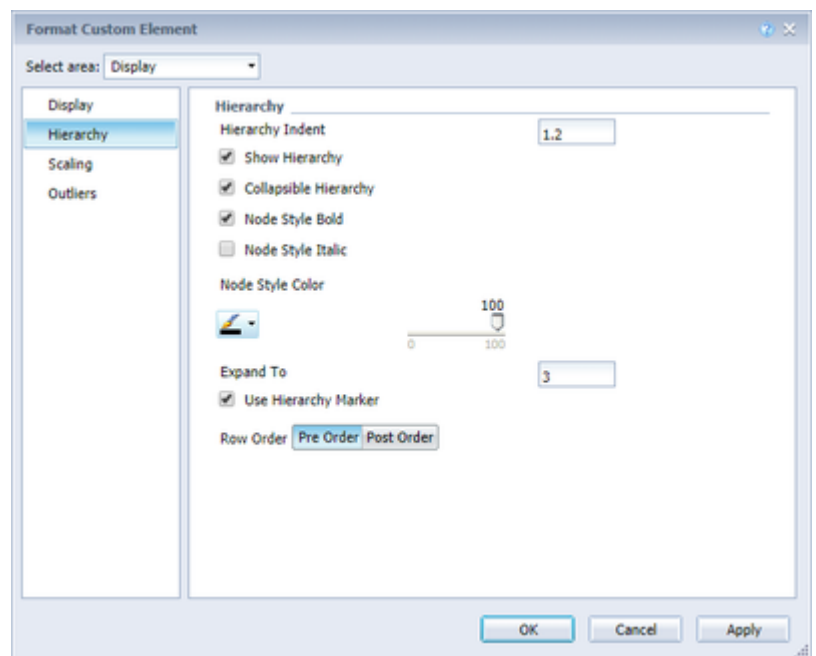 Format Custom Element
Select area: Display
Display
Hierarchy
Scaling
Outliers
Hierarchy
Hierarchy Indent 1.2
Show Hierarchy
Collapsible Hierarchy
Node Style Bold
Node Style Italic
Node Style Color
100
0 100
Expand To 3
Use Hierarchy Marker
Row Order Pre Order Post Order
OK Cancel Apply